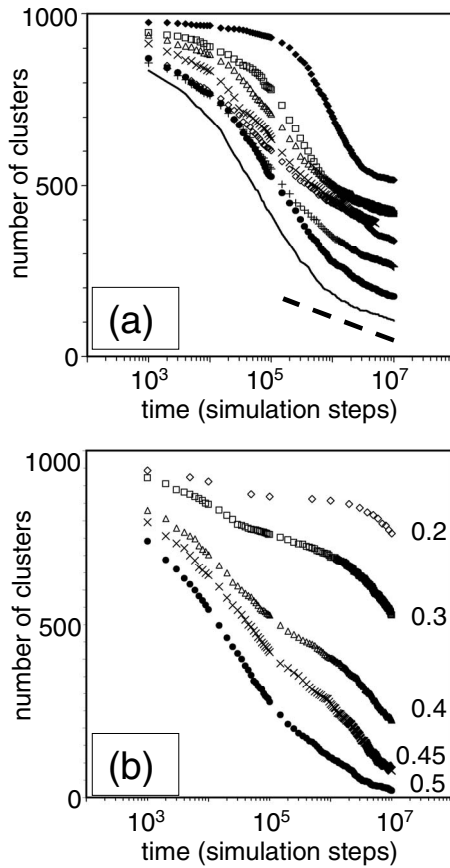 1000
500
0
number of clusters
(a)
10³ 10⁵ 10⁷
time (simulation steps)
1000
500
0
number of clusters
0.2
0.3
0.4
0.45
0.5
(b)
10³ 10⁵ 10⁷
time (simulation steps)